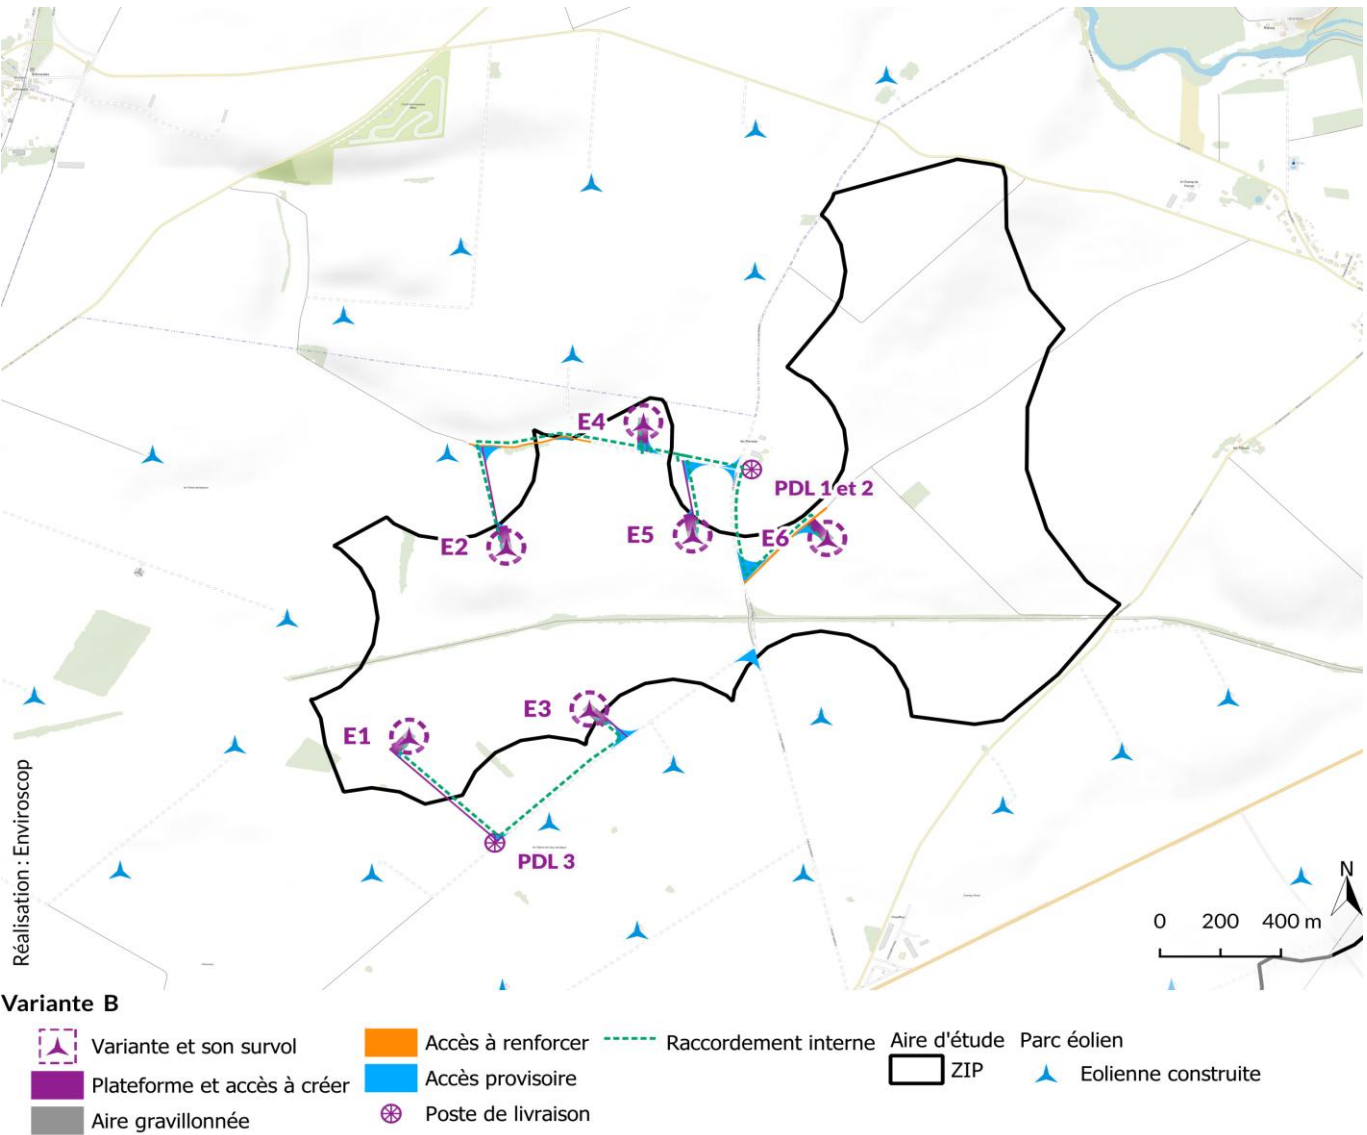 E4
PDL 1 et 2
E5
E6
E2
E3
E1
PDL 3
Réalisation : Enviroscop
N
0 200 400 m
Variante B
Variante et son survol
Plateforme et accès à créer
Aire gravillonnée
Accès à renforcer
Accès provisoire
Poste de livraison
Raccordement interne
Aire d'étude
ZIP
Parc éolien
Eolienne construite